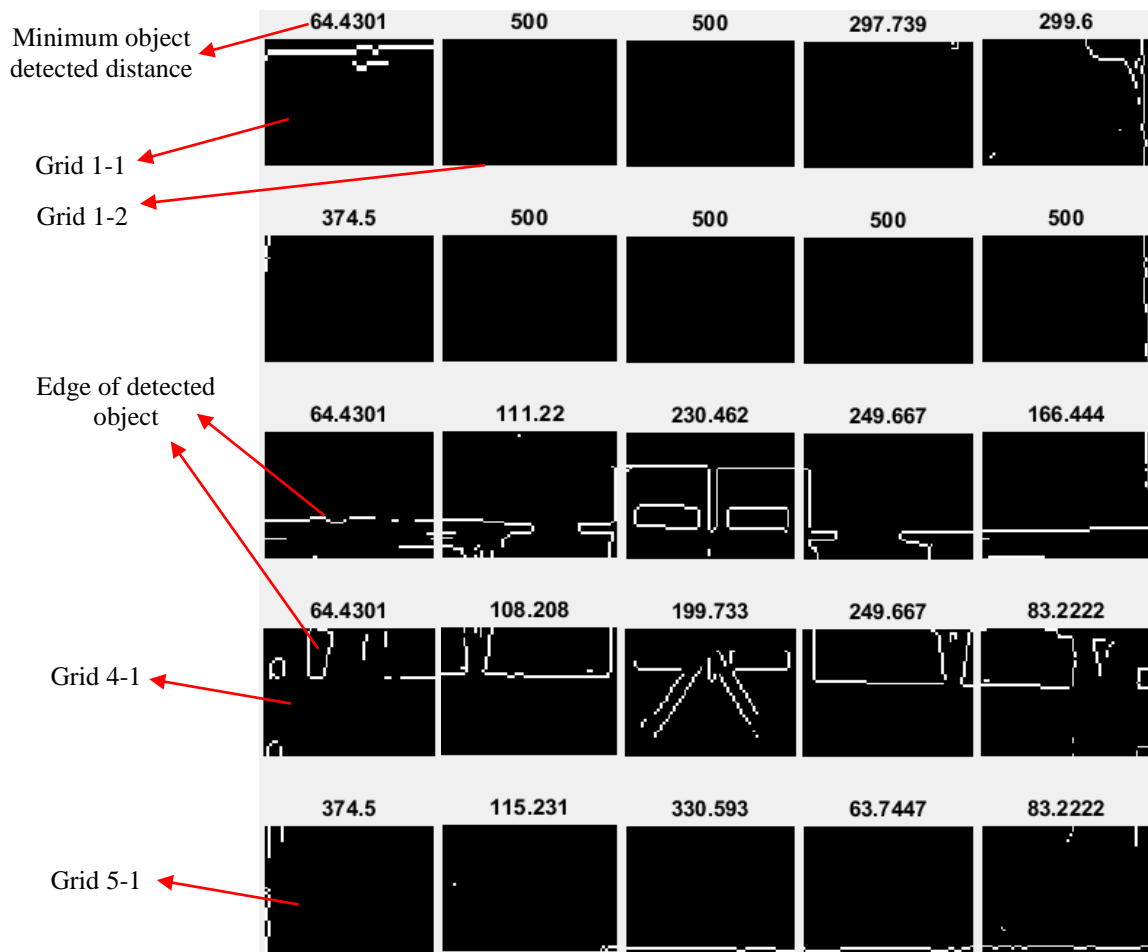 64.4301 500 500 297.739 299.6
Minimum object
detected distance
Grid 1-1
Grid 1-2
374.5 500 500 500 500
Edge of detected
object
64.4301 111.22 230.462 249.667 166.444
64.4301 108.208 199.733 249.667 83.2222
Grid 4-1
374.5 115.231 330.593 63.7447 83.2222
Grid 5-1